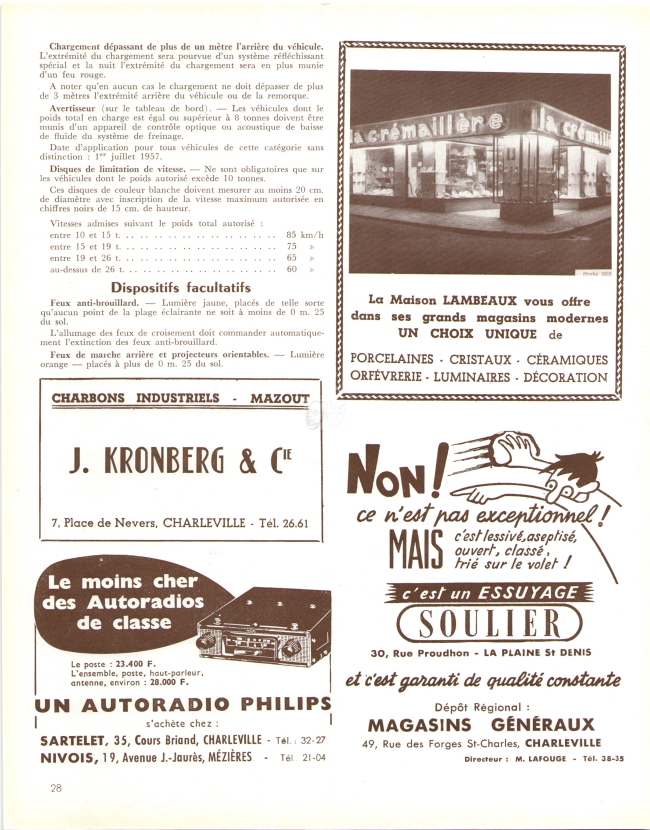 Chargement dépassant de plus de un mètre l'arrière du véhicule.
L'extrémité du chargement sera pourvue d'un système réfléchissant
spécial et la nuit l'extrémité du chargement sera en plus munie
d'un feu rouge.
A noter qu'en aucun cas le chargement ne doit dépasser de plus
de 3 mètres l'extrémité arrière du véhicule ou de la remorque.
Avertisseur (sur le tableau de bord). — Les véhicules dont le
poids total en charge est égal ou supérieur à 8 tonnes doivent être
munis d'un appareil de contrôle optique ou acoustique de baisse
de fluide du système de freinage.
Date d'application pour tous véhicules de cette catégorie sans
distinction : 1er juillet 1957.
Disques de limitation de vitesse. — Ne sont obligatoires que sur
les véhicules dont le poids autorisé excède 10 tonnes.
Ces disques de couleur blanche doivent mesurer au moins 20 cm.
de diamètre avec inscription de la vitesse maximum autorisée en
chiffres noirs de 15 cm. de hauteur.
Vitesses admises suivant le poids total autorisé :
entre 10 et 15 t. . . . . . . . . . . . . . . . . . . . 85 km/h
entre 15 et 19 t. . . . . . . . . . . . . . . . . . . . 75 »
entre 19 et 26 t. . . . . . . . . . . . . . . . . . . . 65 »
au-dessus de 26 t. . . . . . . . . . . . . . . . . . . 60 »
Dispositifs facultatifs
Feux anti-brouillard. — Lumière jaune, placés de telle sorte
qu'aucun point de la plage éclairante ne soit à moins de 0 m. 25
du sol.
L'allumage des feux de croisement doit commander automatique-
ment l'extinction des feux anti-brouillard.
Feux de marche arrière et projecteurs orientables. — Lumière
orange — placés à plus de 0 m. 25 du sol.
CHARBONS INDUSTRIELS - MAZOUT
J. KRONBERG & CIE
7, Place de Nevers, CHARLEVILLE - Tél. 26.61
Le moins cher
des Autoradios
de classe
Le poste : 23.400 F.
L'ensemble, poste, haut-parleur,
antenne, environ : 28.000 F.
UN AUTORADIO PHILIPS
s'achète chez :
SARTELET, 35, Cours Briand, CHARLEVILLE - Tél. : 32-27
NIVOIS, 19, Avenue J.-Jaurès, MÉZIÈRES - Tél 21-04
28
la crémaillère
la crémaill
La Maison LAMBEAUX vous offre
dans ses grands magasins modernes
UN CHOIX UNIQUE de
PORCELAINES - CRISTAUX - CÉRAMIQUES
ORFÉVRERIE - LUMINAIRES - DÉCORATION
NON!
ce n'est pas exceptionnel !
MAIS
c'est lessivé, aseptisé,
ouvert, classé,
trié sur le volet !
c'est un ESSUYAGE
SOULIER
30, Rue Proudhon - LA PLAINE St DENIS
et c'est garanti de qualité constante
Dépôt Régional :
MAGASINS GÉNÉRAUX
49, Rue des Forges St-Charles, CHARLEVILLE
Directeur : M. LAFOUGE - Tél. 38-35